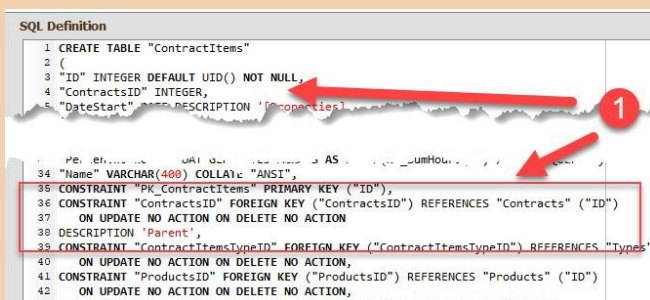 SQL Definition
1 CREATE TABLE "ContractItems"
2 (
3 "ID" INTEGER DEFAULT UID() NOT NULL,
4 "ContractsID" INTEGER,
5 "DateStart" DATE DESCRIPTION '[Properties]
1
34 "Name" VARCHAR(400) COLLATE "ANSI",
35 CONSTRAINT "PK_ContractItems" PRIMARY KEY ("ID"),
36 CONSTRAINT "ContractsID" FOREIGN KEY ("ContractsID") REFERENCES "Contracts" ("ID")
37 ON UPDATE NO ACTION ON DELETE NO ACTION
38 DESCRIPTION 'Parent',
39 CONSTRAINT "ContractItemsTypeID" FOREIGN KEY ("ContractItemsTypeID") REFERENCES "Types"
40 ON UPDATE NO ACTION ON DELETE NO ACTION,
41 CONSTRAINT "ProductsID" FOREIGN KEY ("ProductsID") REFERENCES "Products" ("ID")
42 ON UPDATE NO ACTION ON DELETE NO ACTION,